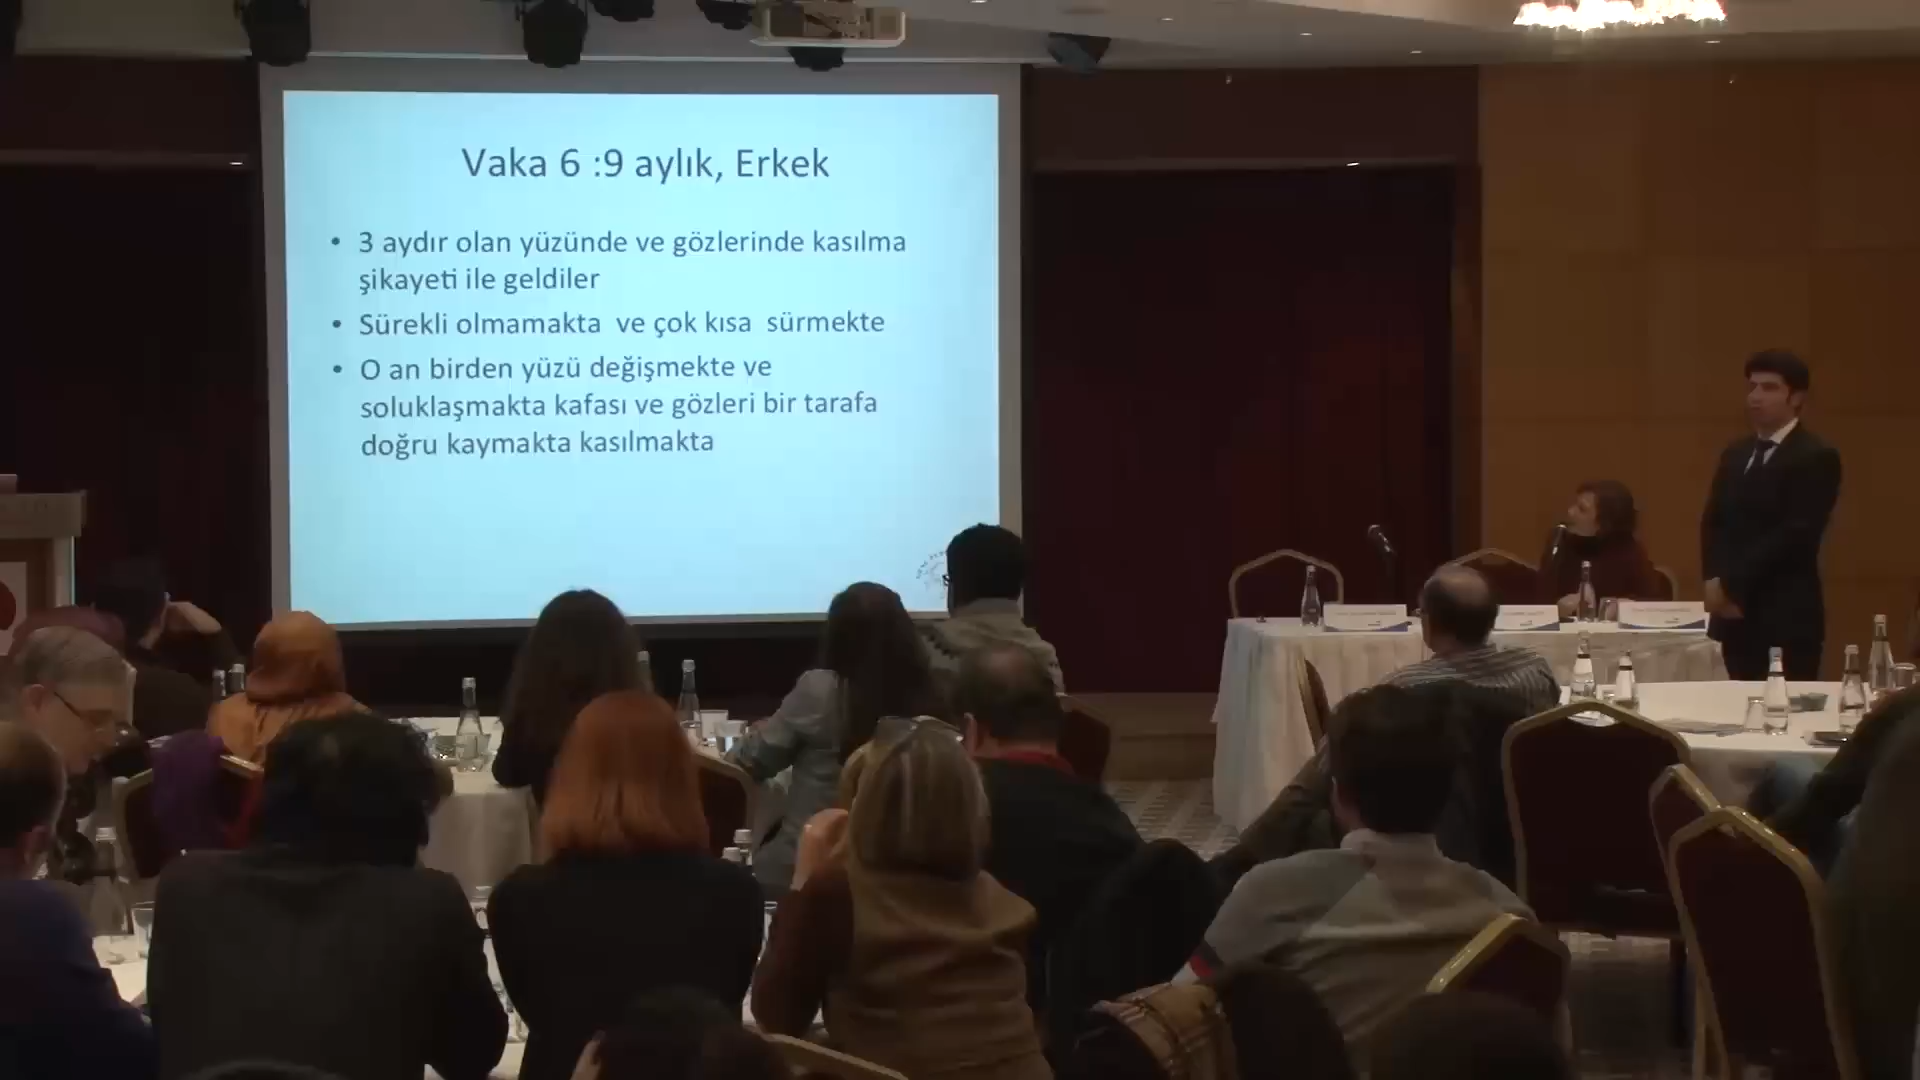 Vaka 6 :9 aylık, Erkek
• 3 aydır olan yüzünde ve gözlerinde kasılma
şikayeti ile geldiler
• Sürekli olmamakta ve çok kısa sürmekte
• O an birden yüzü değişmekte ve
soluklaşmakta kafası ve gözleri bir tarafa
doğru kaymakta kasılmakta